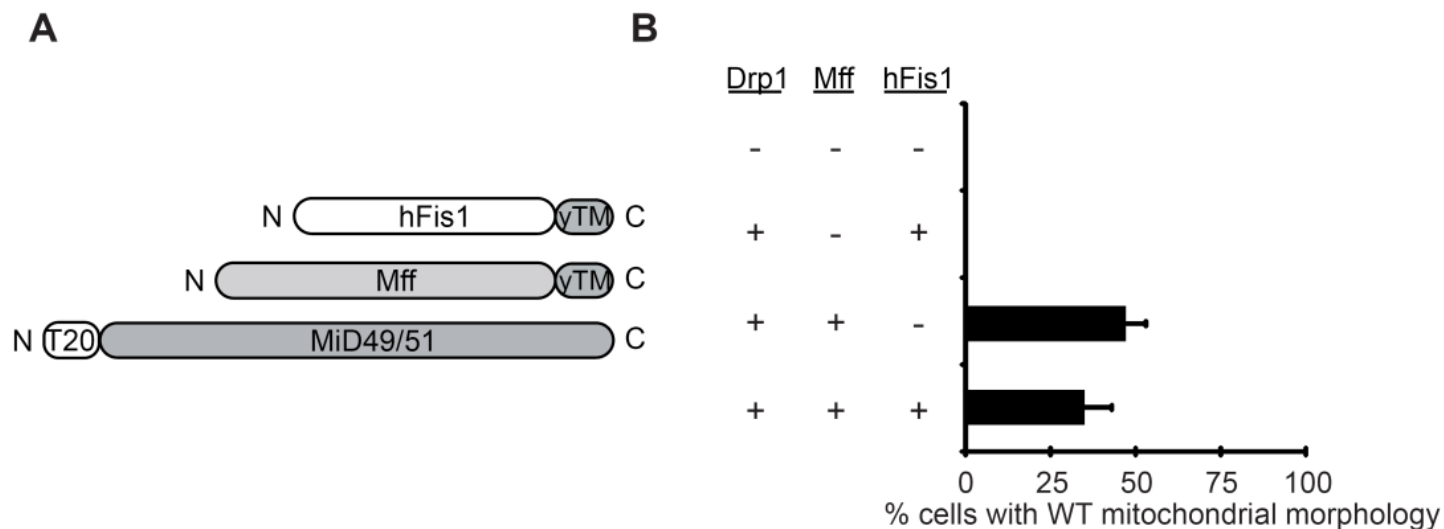 A
B
N hFis1 yTM C
N Mff yTM C
N T20 MiD49/51 C
Drp1 Mff hFis1
- - -
+ - +
+ + -
+ + +
0 25 50 75 100
% cells with WT mitochondrial morphology